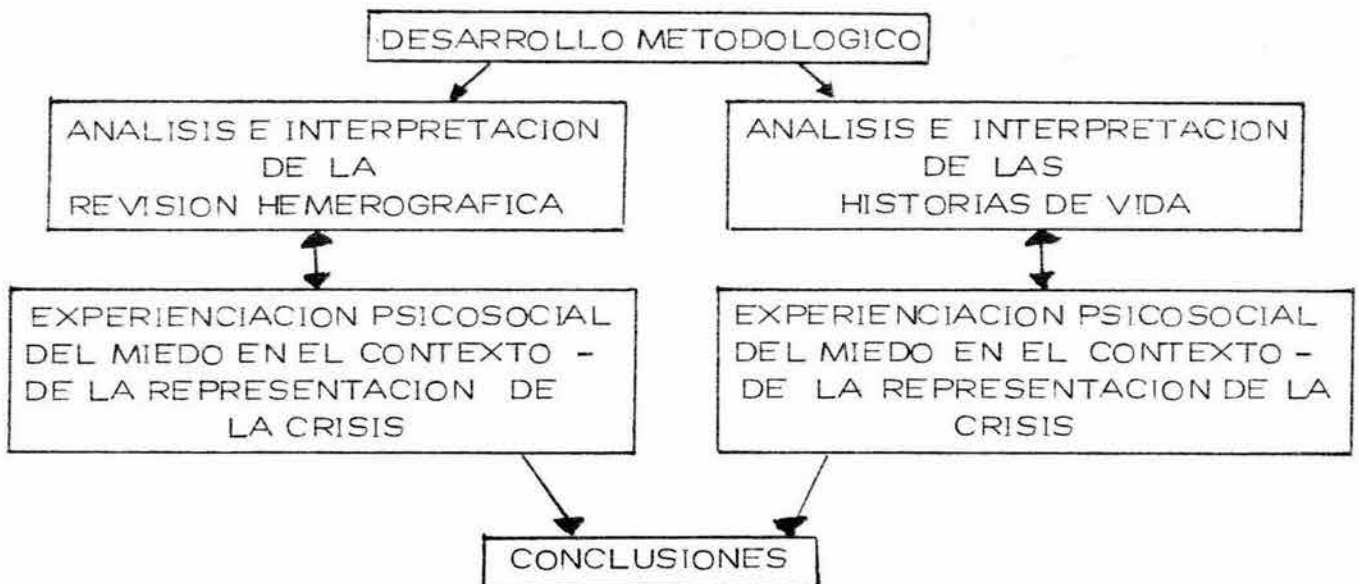 DESARROLLO METODOLOGICO
ANALISIS E INTERPRETACION
DE LA
REVISION HEMEROGRAFICA
ANALISIS E INTERPRETACION
DE LAS
HISTORIAS DE VIDA
EXPERIENCIACION PSICOSOCIAL
DEL MIEDO EN EL CONTEXTO -
DE LA REPRESENTACION DE
LA CRISIS
EXPERIENCIACION PSICOSOCIAL
DEL MIEDO EN EL CONTEXTO -
DE LA REPRESENTACION DE LA
CRISIS
CONCLUSIONES